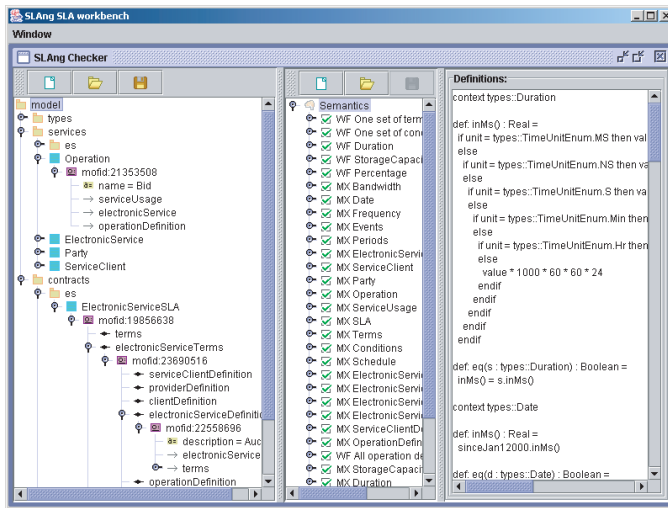 SLAng SLA workbench
Window
SLAng Checker
model
types
services
es
Operation
mofid:21353508
a= name = Bid
serviceUsage
electronicService
operationDefinition
ElectronicService
Party
ServiceClient
contracts
es
ElectronicServiceSLA
mofid:19856638
terms
electronicServiceTerms
mofid:23690516
serviceClientDefinition
providerDefinition
clientDefinition
electronicServiceDefinitio
mofid:22558696
a= description = Auc
electronicService
terms
operationDefinition
Semantics
WF One set of term
WF One set of con
WF Duration
WF StorageCapaci
WF Percentage
MX Bandwidth
MX Date
MX Frequency
MX Events
MX Periods
MX ElectronicServi
MX ServiceClient
MX Party
MX Operation
MX ServiceUsage
MX SLA
MX Terms
MX Conditions
MX Schedule
MX ElectronicServi
MX ElectronicServi
MX ElectronicServi
MX ElectronicServi
MX ServiceClientD
MX OperationDefin
WF All operation de
MX StorageCapaci
MX Duration
Definitions:
context types::Duration
def: inMs() : Real =
if unit = types::TimeUnitEnum.MS then val
else
if unit = types::TimeUnitEnum.NS then va
else
if unit = types::TimeUnitEnum.S then va
else
if unit = types::TimeUnitEnum.Min then
else
if unit = types::TimeUnitEnum.Hr then
else
value * 1000 * 60 * 60 * 24
endif
endif
endif
endif
endif
def: eq(s : types::Duration) : Boolean =
inMs() = s.inMs()
context types::Date
def: inMs() : Real =
sinceJan12000.inMs()
def: eq(d : types::Date) : Boolean =